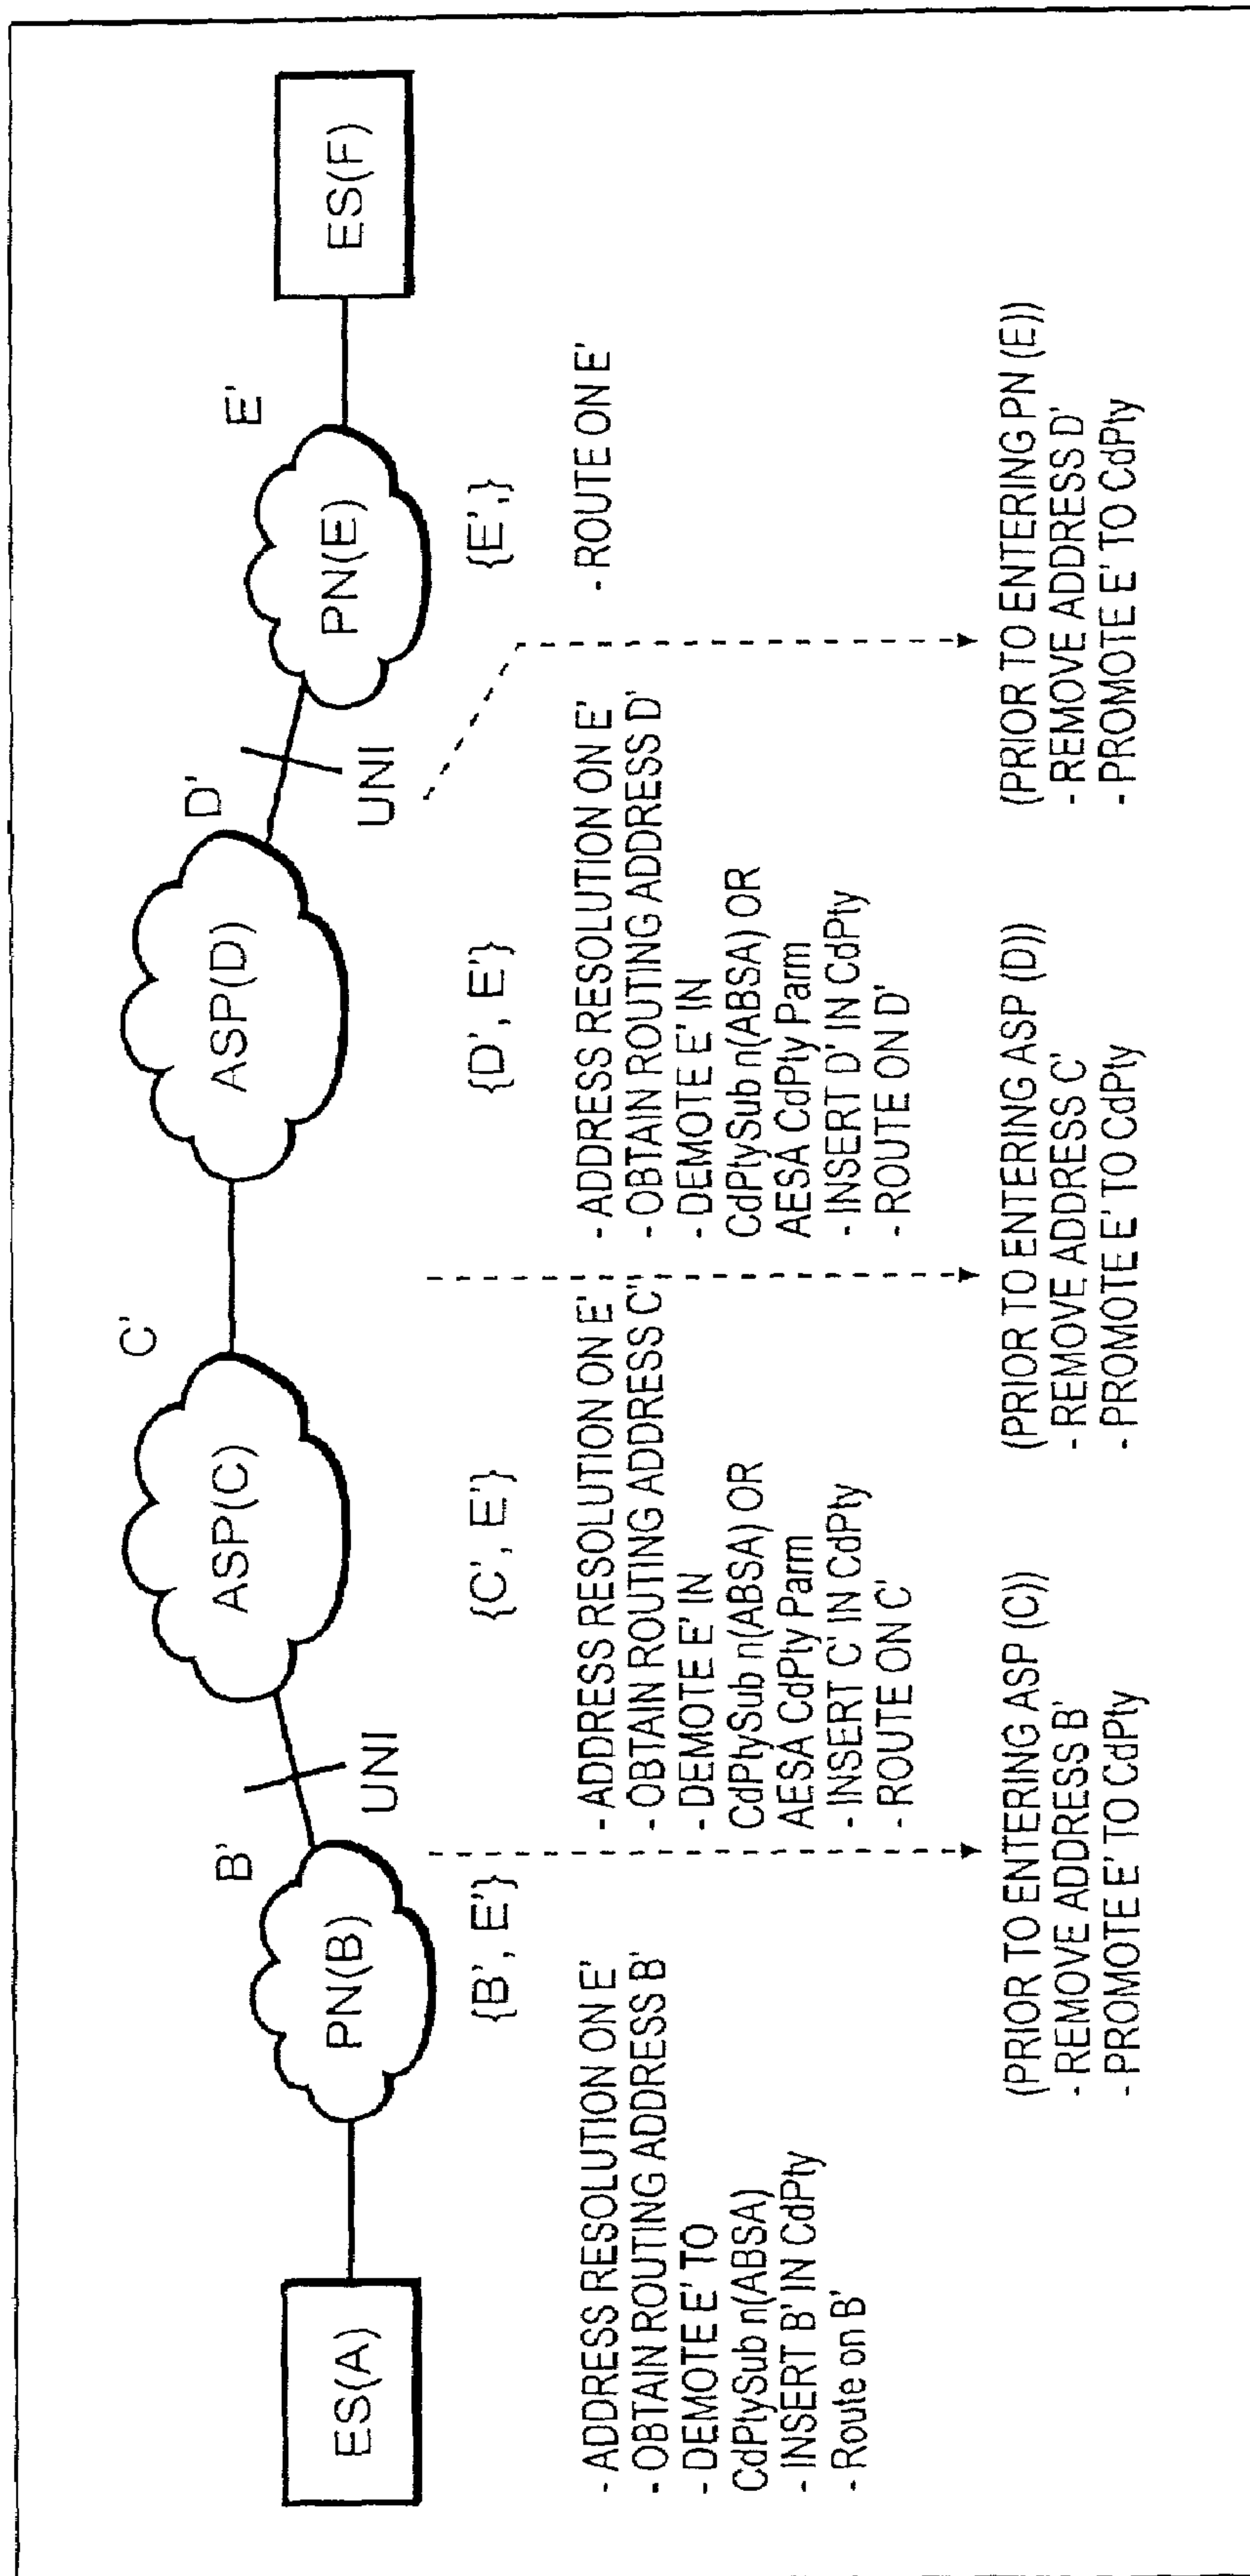 ES(A)
PN(B)
B'
UNI
ASP(C)
C'
ASP(D)
D'
UNI
PN(E)
E'
ES(F)
{B', E'}
{C', E'}
{D', E'}
{E',}
- ADDRESS RESOLUTION ON E'
- OBTAIN ROUTING ADDRESS B'
- DEMOTE E' TO
CdPtySub n(ABSA)
- INSERT B' IN CdPty
- Route on B'
- ADDRESS RESOLUTION ON E'
- OBTAIN ROUTING ADDRESS C'
- DEMOTE E' IN
CdPtySub n(ABSA) OR
AESA CdPty Parm
- INSERT C' IN CdPty
- ROUTE ON C'
- ADDRESS RESOLUTION ON E'
- OBTAIN ROUTING ADDRESS D'
- DEMOTE E' IN
CdPtySub n(ABSA) OR
AESA CdPty Parm
- INSERT D' IN CdPty
- ROUTE ON D'
- ROUTE ON E'
(PRIOR TO ENTERING ASP (C))
- REMOVE ADDRESS B'
- PROMOTE E' TO CdPty
(PRIOR TO ENTERING ASP (D))
- REMOVE ADDRESS C'
- PROMOTE E' TO CdPty
(PRIOR TO ENTERING PN (E))
- REMOVE ADDRESS D'
- PROMOTE E' TO CdPty